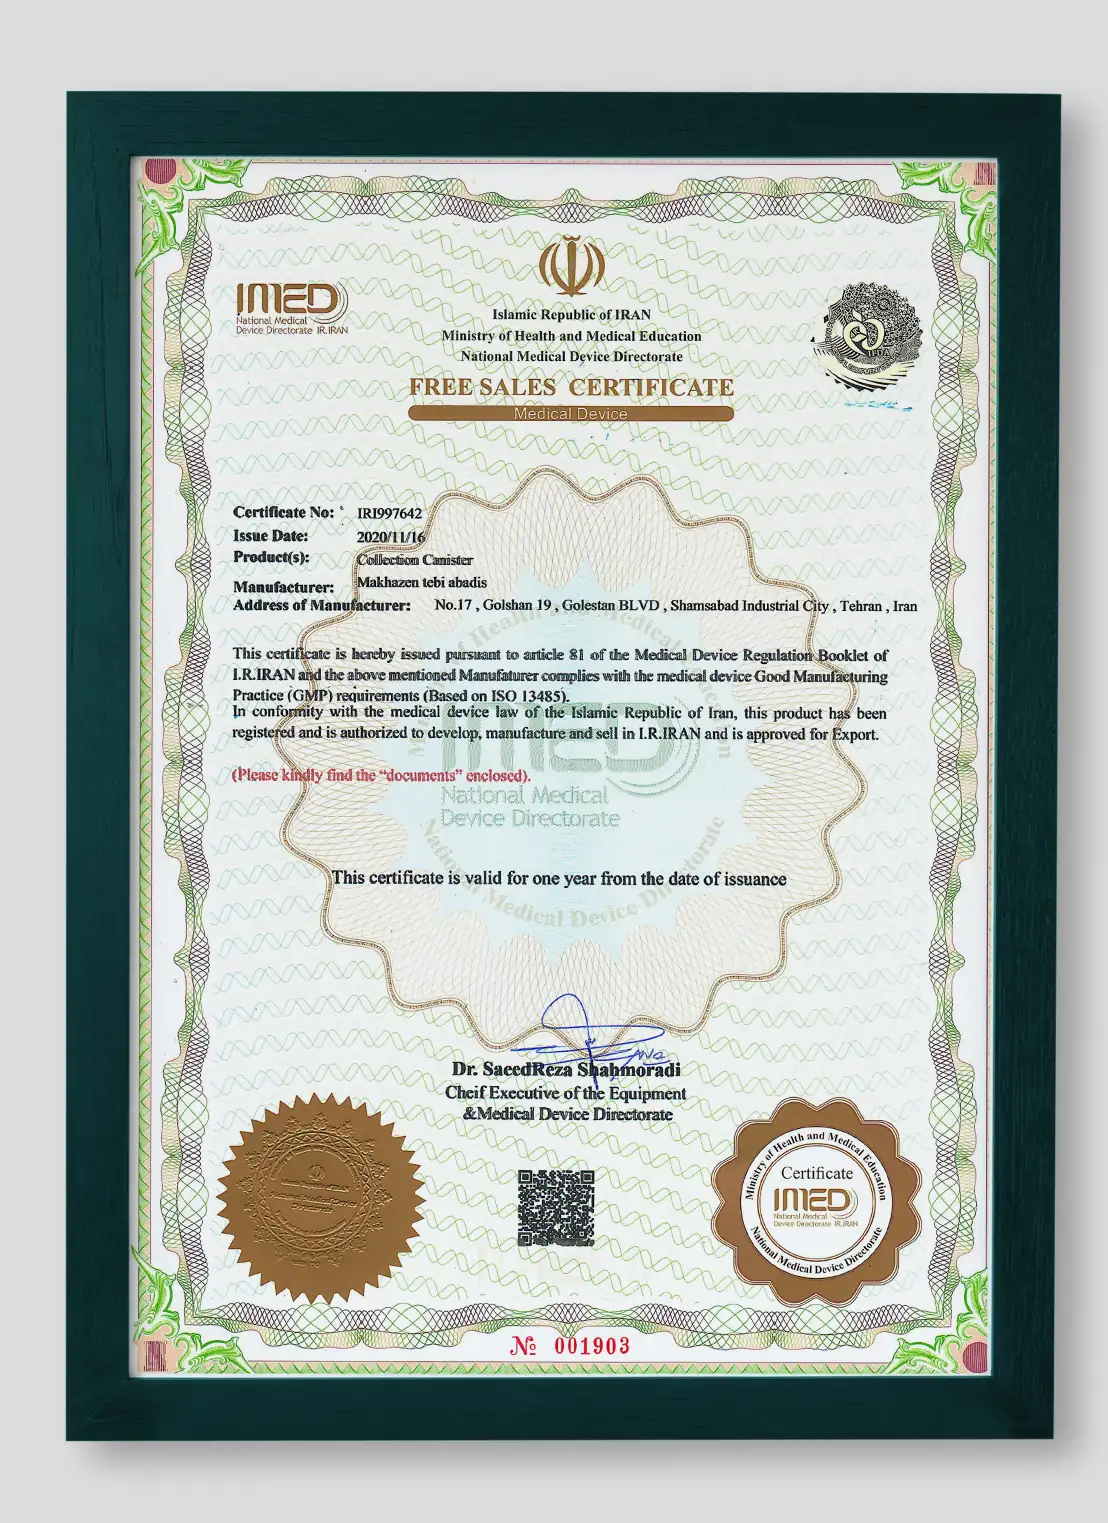 IMED
National Medical
Device Directorate IR.IRAN
Islamic Republic of IRAN
Ministry of Health and Medical Education
National Medical Device Directorate
FREE SALES CERTIFICATE
Medical Device
IFDA
Certificate No: IRI997642
Issue Date: 2020/11/16
Product(s): Collection Canister
Manufacturer: Makhazen tebi abadis
Address of Manufacturer: No.17 , Golshan 19 , Golestan BLVD , Shamsabad Industrial City , Tehran , Iran
This certificate is hereby issued pursuant to article 81 of the Medical Device Regulation Booklet of
I.R.IRAN and the above mentioned Manufaturer complies with the medical device Good Manufacturing
Practice (GMP) requirements (Based on ISO 13485).
In conformity with the medical device law of the Islamic Republic of Iran, this product has been
registered and is authorized to develop, manufacture and sell in I.R.IRAN and is approved for Export.
(Please kindly find the “documents” enclosed).
IMED
National Medical
Device Directorate
National Medical Device Directorate
This certificate is valid for one year from the date of issuance
Dr. SaeedReza Shahmoradi
Cheif Executive of the Equipment
&Medical Device Directorate
Ministry of Health and Medical Education
Certificate
IMED
National Medical
Device Directorate IR.IRAN
National Medical Device Directorate
№ 001903